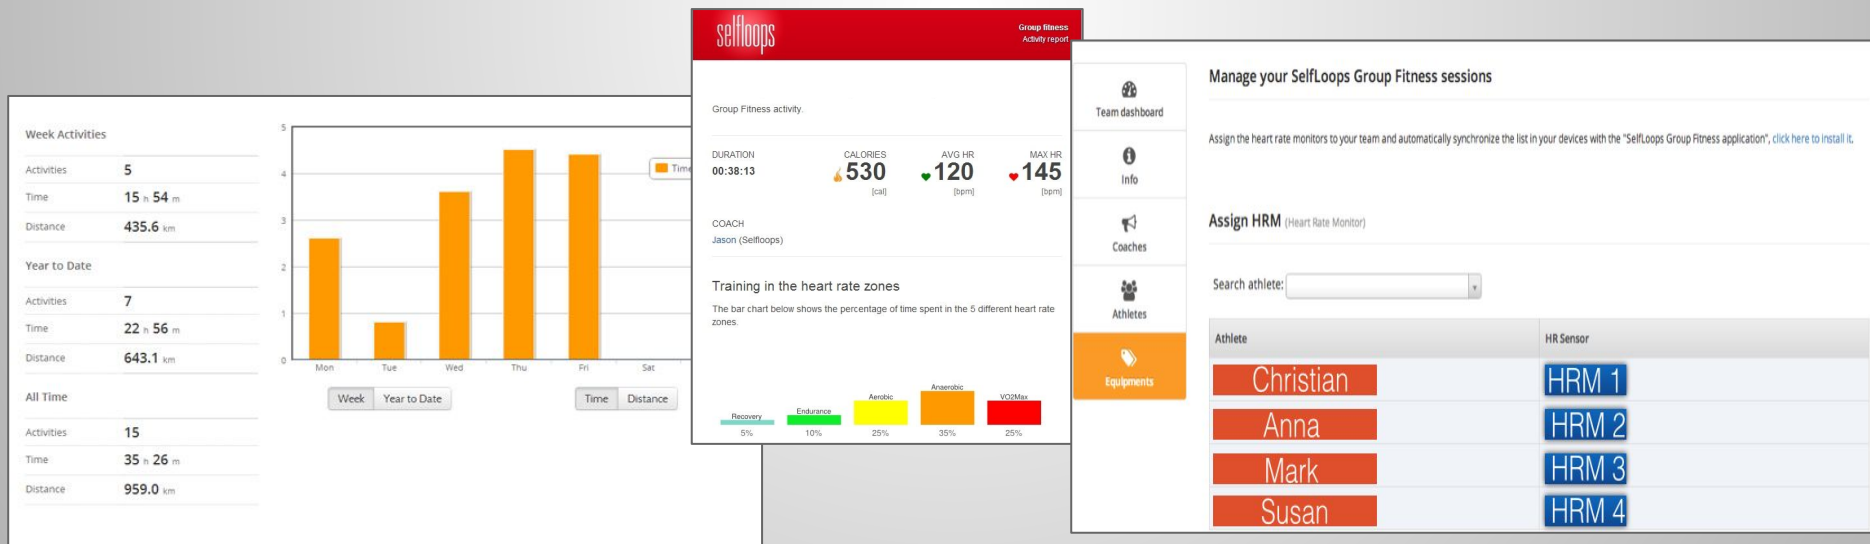 Week Activities
Activities 5
Time 15 h 54 m
Distance 435.6 km
Year to Date
Activities 7
Time 22 h 56 m
Distance 643.1 km
All Time
Activities 15
Time 35 h 26 m
Distance 959.0 km
5
4
3
2
1
0
Time
Mon Tue Wed Thu Fri Sat
Week Year to Date Time Distance
selfloops
Group fitness
Activity report
Group Fitness activity.
DURATION CALORIES AVG HR MAX HR
00:38:13 530 120 145
[cal] [bpm] [bpm]
COACH
Jason (Selfloops)
Training in the heart rate zones
The bar chart below shows the percentage of time spent in the 5 different heart rate
zones.
Recovery Endurance Aerobic Anaerobic VO2Max
5% 10% 25% 35% 25%
Team dashboard
Info
Coaches
Athletes
Equipments
Manage your SelfLoops Group Fitness sessions
Assign the heart rate monitors to your team and automatically synchronize the list in your devices with the "SelfLoops Group Fitness application", click here to install it.
Assign HRM (Heart Rate Monitor)
Search athlete:
Athlete HR Sensor
Christian HRM 1
Anna HRM 2
Mark HRM 3
Susan HRM 4